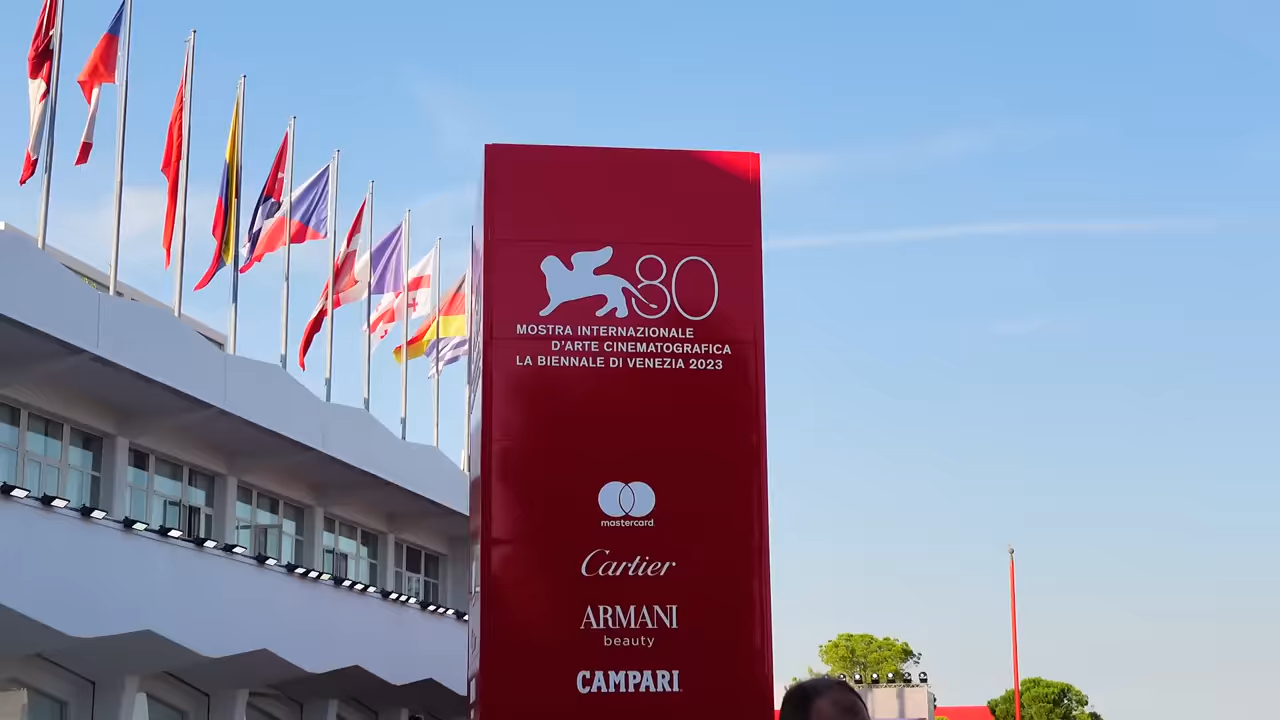 80
MOSTRA INTERNAZIONALE
D'ARTE CINEMATOGRAFICA
LA BIENNALE DI VENEZIA 2023
mastercard
Cartier
ARMANI
beauty
CAMPARI